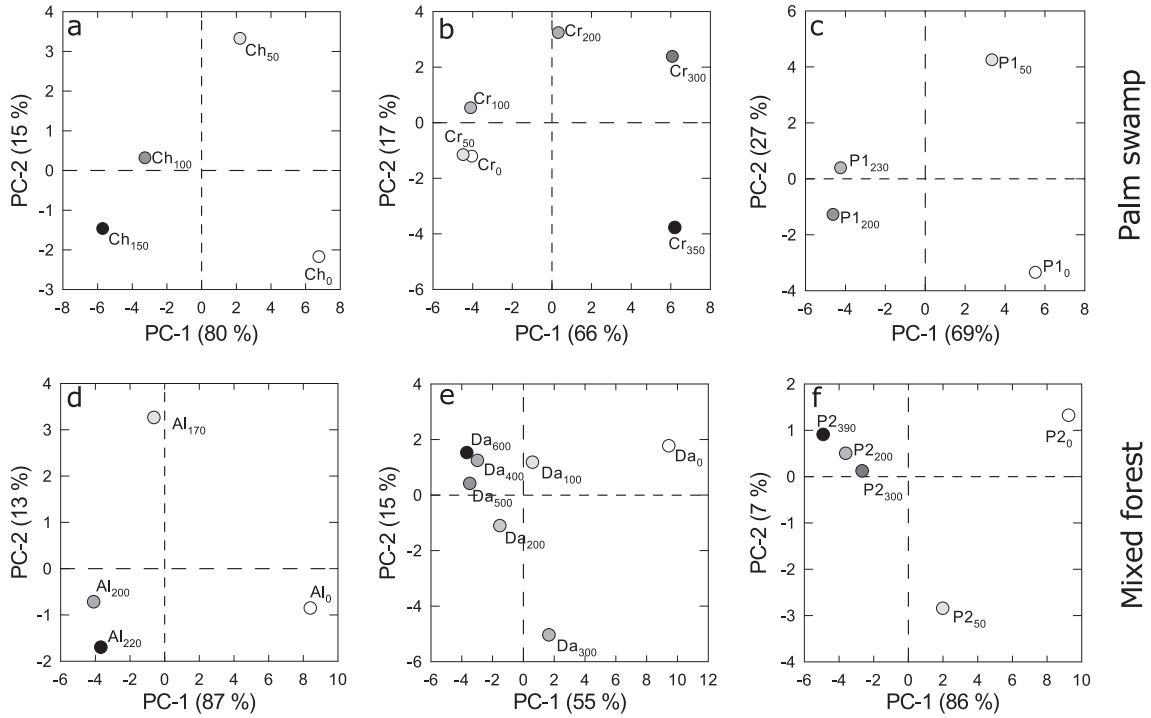 a
4
3
2
1
0
-1
-2
-3
-8 -6 -4 -2 0 2 4 6 8
PC-2 (15 %)
PC-1 (80 %)
Ch50
Ch100
Ch150
Ch0
b
4
2
0
-2
-4
-6
-6 -4 -2 0 2 4 6 8
PC-2 (17 %)
PC-1 (66 %)
Cr200
Cr300
Cr100
Cr50
Cr0
Cr350
c
6
4
2
0
-2
-4
-6 -4 -2 0 2 4 6 8
PC-2 (27 %)
PC-1 (69%)
P150
P1230
P1200
P10
Palm swamp
d
4
3
2
1
0
-1
-2
-6 -4 -2 0 2 4 6 8 10
PC-2 (13 %)
PC-1 (87 %)
Al170
Al200
Al0
Al220
e
4
2
0
-2
-4
-6
-6 -4 -2 0 2 4 6 8 10 12
PC-2 (15 %)
PC-1 (55 %)
Da600
Da0
Da400
Da100
Da500
Da200
Da300
f
2
1
0
-1
-2
-3
-4
-6 -4 -2 0 2 4 6 8 10
PC-2 (7 %)
PC-1 (86 %)
P2390
P20
P2200
P2300
P250
Mixed forest